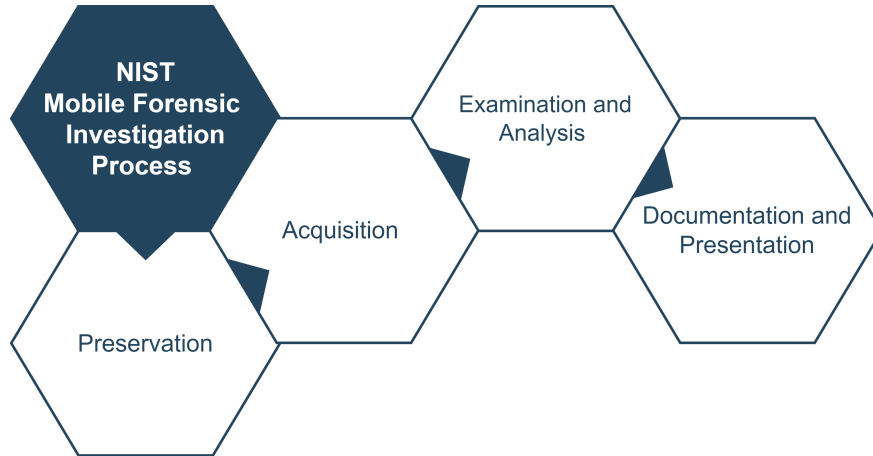 NIST
Mobile Forensic
Investigation
Process
Preservation
Acquisition
Examination and
Analysis
Documentation and
Presentation